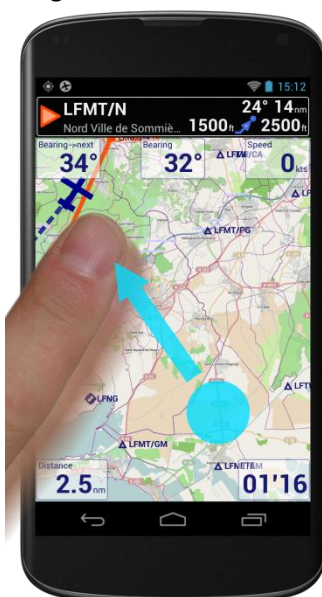 15:12
LFMT/N
24° 14nm
Nord Ville de Sommiè...
1500ft
2500ft
Bearing->next
34°
Bearing
32°
Speed
0kts
LFMT/PG
LFNG
LFMT/GM
Distance
2.5nm
01'16